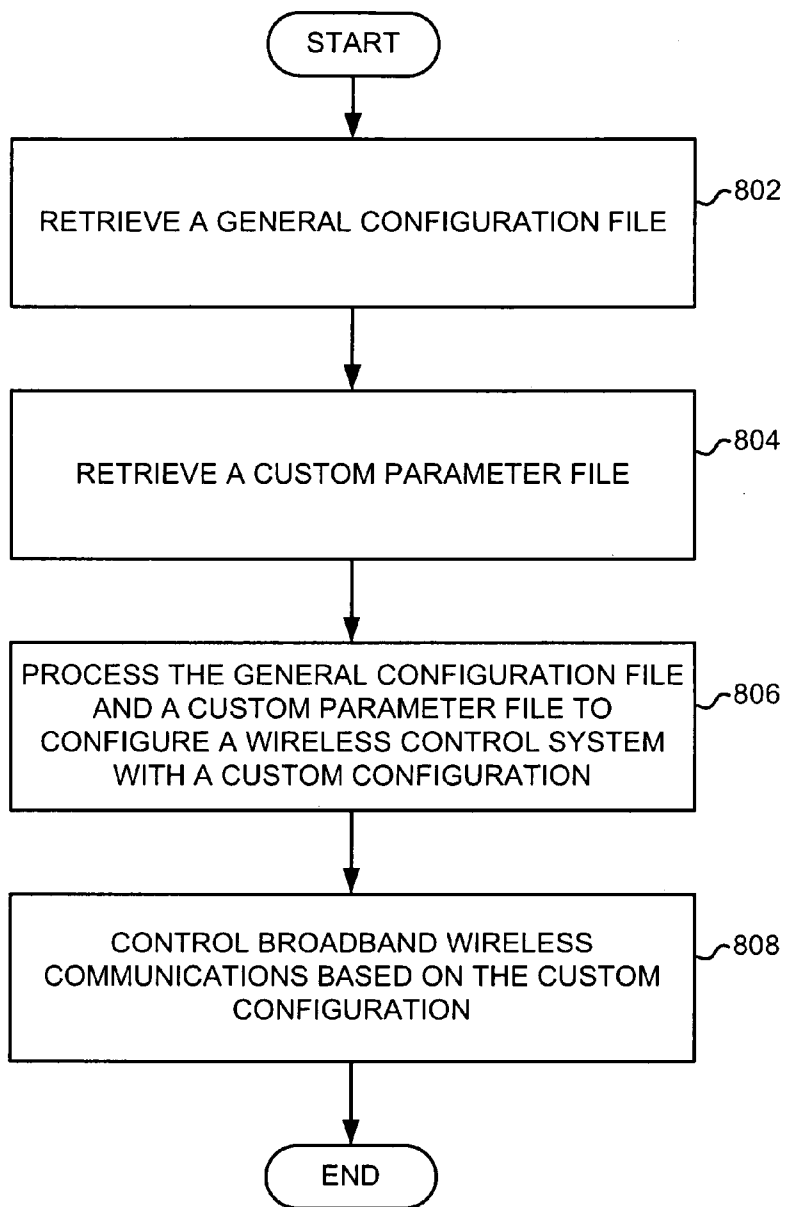 START
802
RETRIEVE A GENERAL CONFIGURATION FILE
804
RETRIEVE A CUSTOM PARAMETER FILE
PROCESS THE GENERAL CONFIGURATION FILE
AND A CUSTOM PARAMETER FILE TO
CONFIGURE A WIRELESS CONTROL SYSTEM
WITH A CUSTOM CONFIGURATION
806
CONTROL BROADBAND WIRELESS
COMMUNICATIONS BASED ON THE CUSTOM
CONFIGURATION
808
END